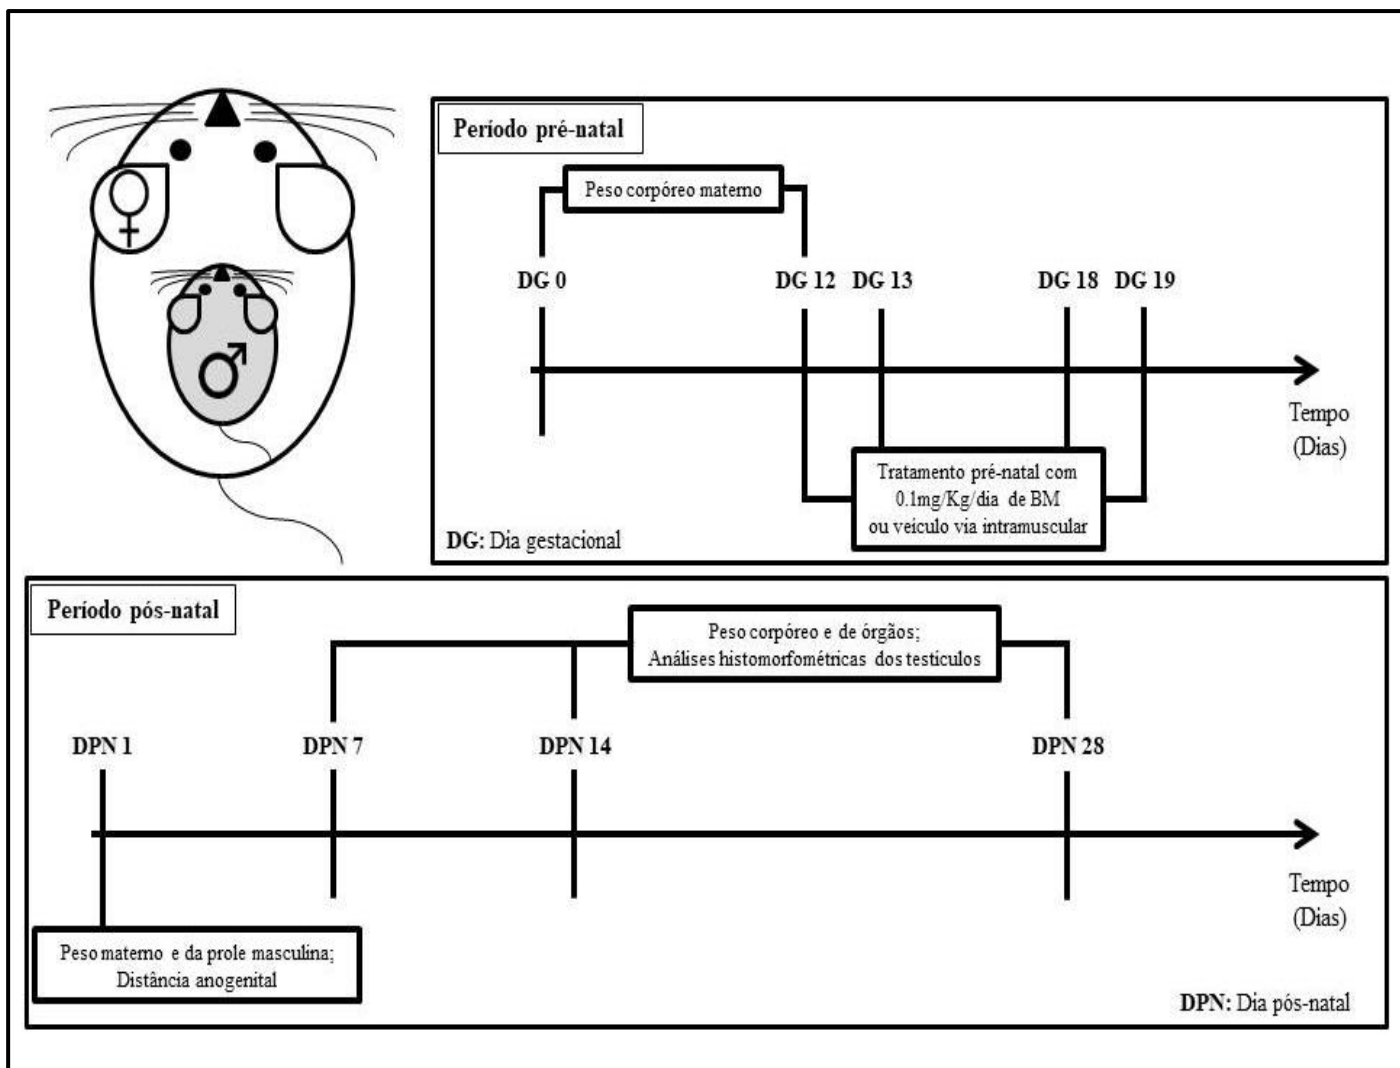 Período pré-natal
Peso corpóreo materno
DG 0
DG 12
DG 13
DG 18
DG 19
Tempo
(Dias)
Tratamento pré-natal com
0.1mg/Kg/dia de BM
ou veículo via intramuscular
DG: Dia gestacional
Período pós-natal
Peso corpóreo e de órgãos;
Análises histomorfométricas dos testículos
DPN 1
DPN 7
DPN 14
DPN 28
Tempo
(Dias)
Peso materno e da prole masculina;
Distância anogenital
DPN: Dia pós-natal